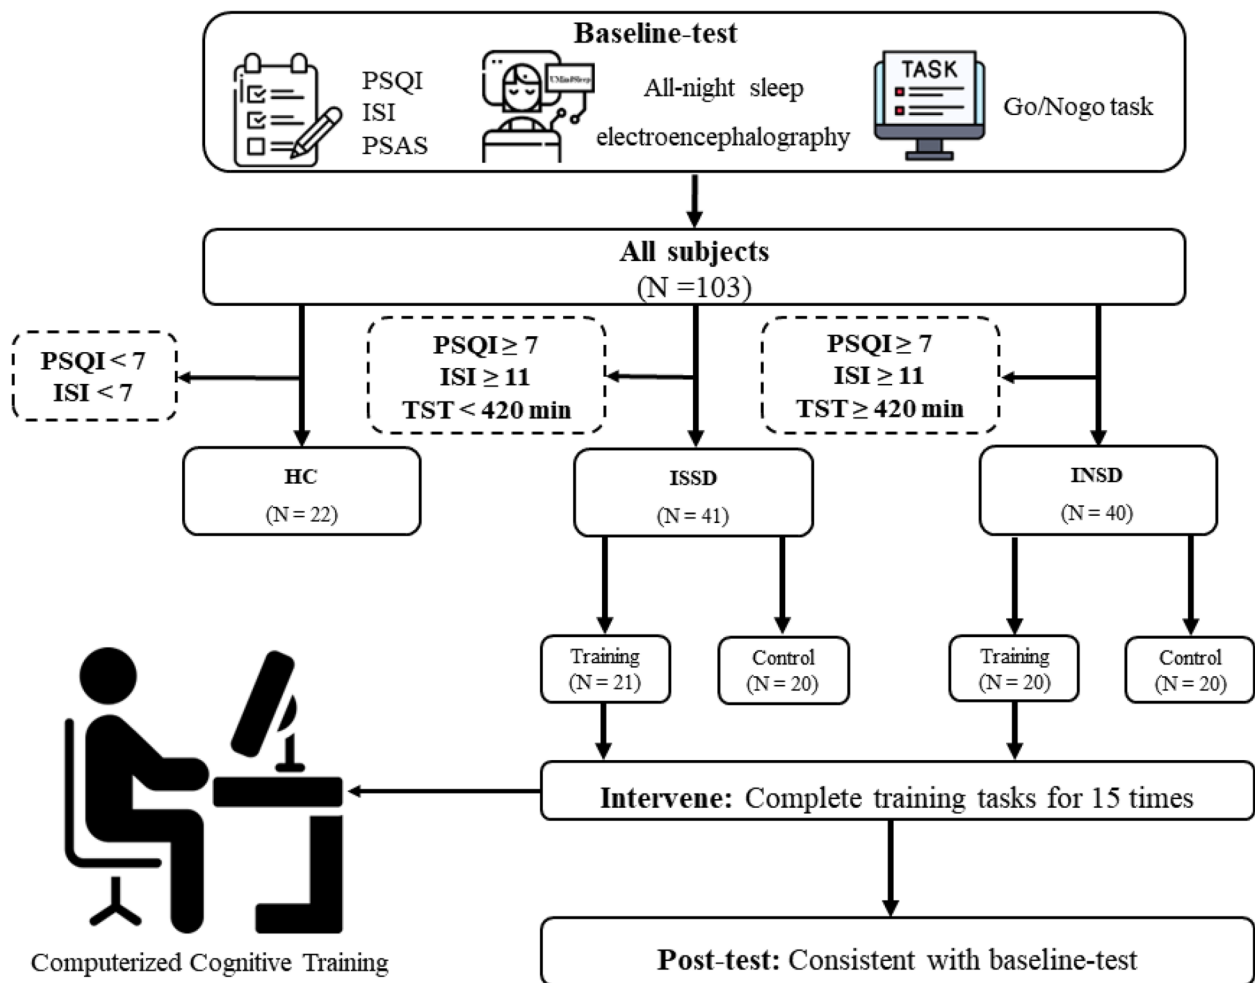 Baseline-test
PSQI
ISI
PSAS
UMindSleep
All-night sleep
electroencephalography
TASK
Go/Nogo task
All subjects
(N =103)
PSQI < 7
ISI < 7
PSQI ≥ 7
ISI ≥ 11
TST < 420 min
PSQI ≥ 7
ISI ≥ 11
TST ≥ 420 min
HC
(N = 22)
ISSD
(N = 41)
INSD
(N = 40)
Training
(N = 21)
Control
(N = 20)
Training
(N = 20)
Control
(N = 20)
Intervene: Complete training tasks for 15 times
Post-test: Consistent with baseline-test
Computerized Cognitive Training